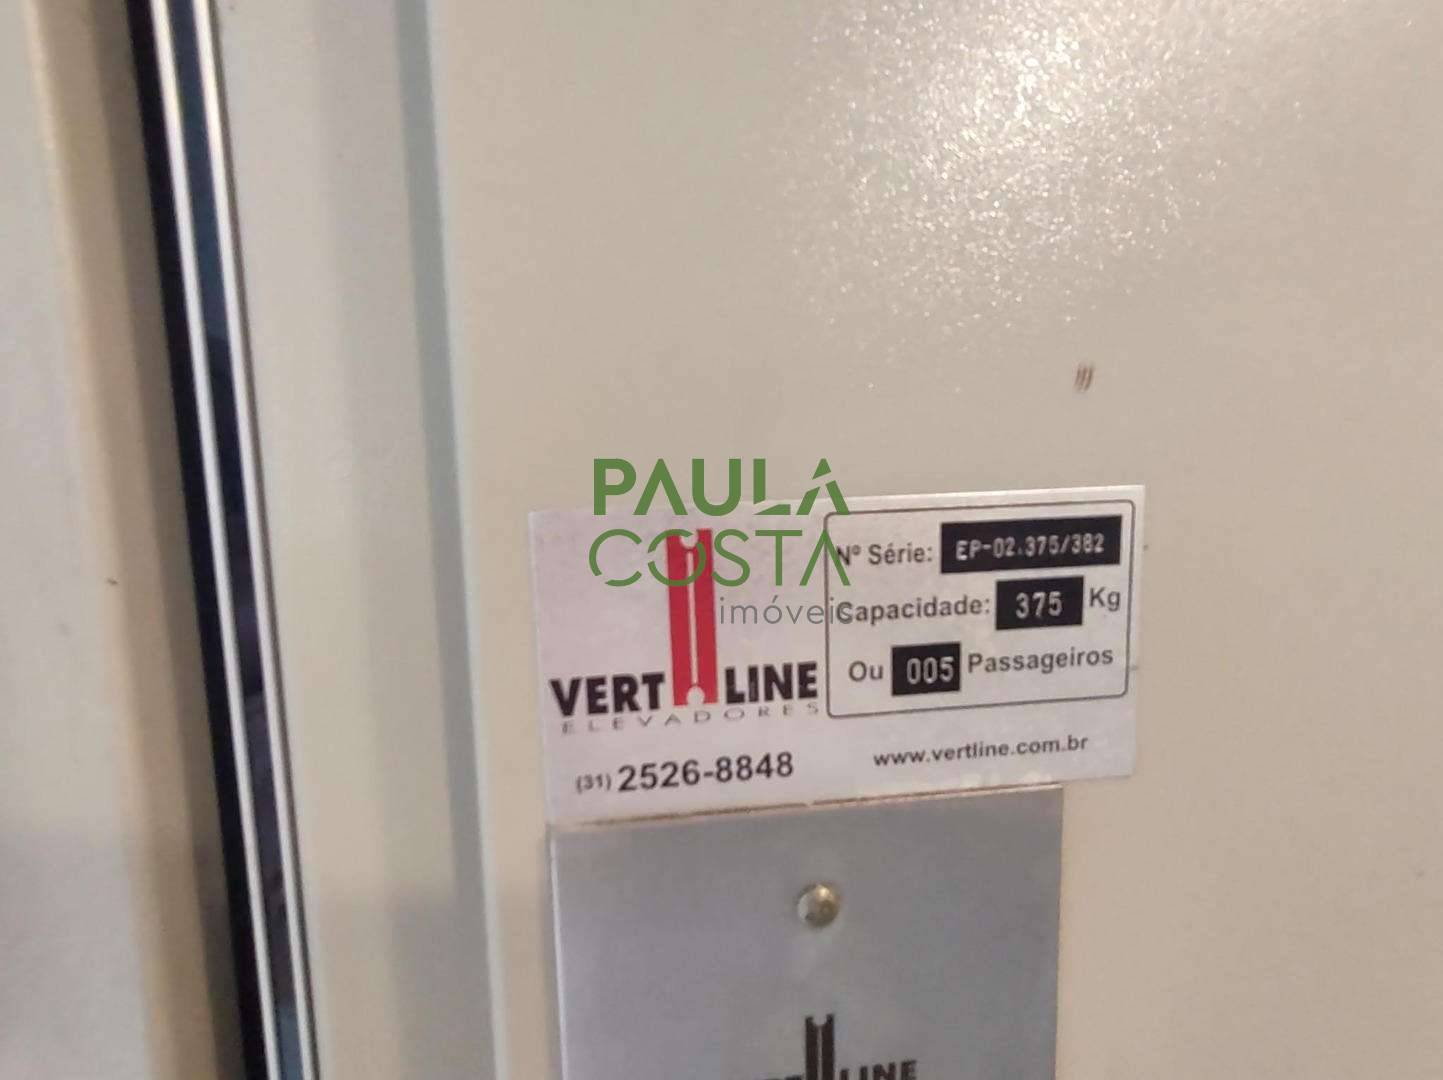 PAULA
COSTA
imóveis
VERTLINE
ELEVADORES
(31) 2526-8848
Nº Série: EP-02.375/382
Capacidade: 375 Kg
Ou 005 Passageiros
www.vertline.com.br
LINE